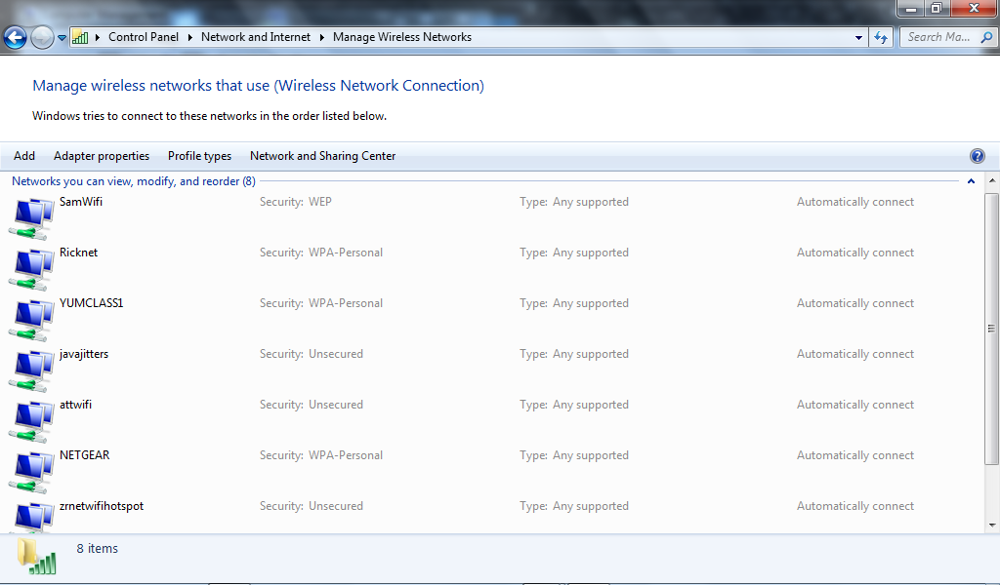 Control Panel Network and Internet Manage Wireless Networks Search Ma...
Manage wireless networks that use (Wireless Network Connection)
Windows tries to connect to these networks in the order listed below.
Add Adapter properties Profile types Network and Sharing Center ?
Networks you can view, modify, and reorder (8)
SamWifi Security: WEP Type: Any supported Automatically connect
Ricknet Security: WPA-Personal Type: Any supported Automatically connect
YUMCLASS1 Security: WPA-Personal Type: Any supported Automatically connect
javajitters Security: Unsecured Type: Any supported Automatically connect
attwifi Security: Unsecured Type: Any supported Automatically connect
NETGEAR Security: WPA-Personal Type: Any supported Automatically connect
zrnetwifihotspot Security: Unsecured Type: Any supported Automatically connect
8 items